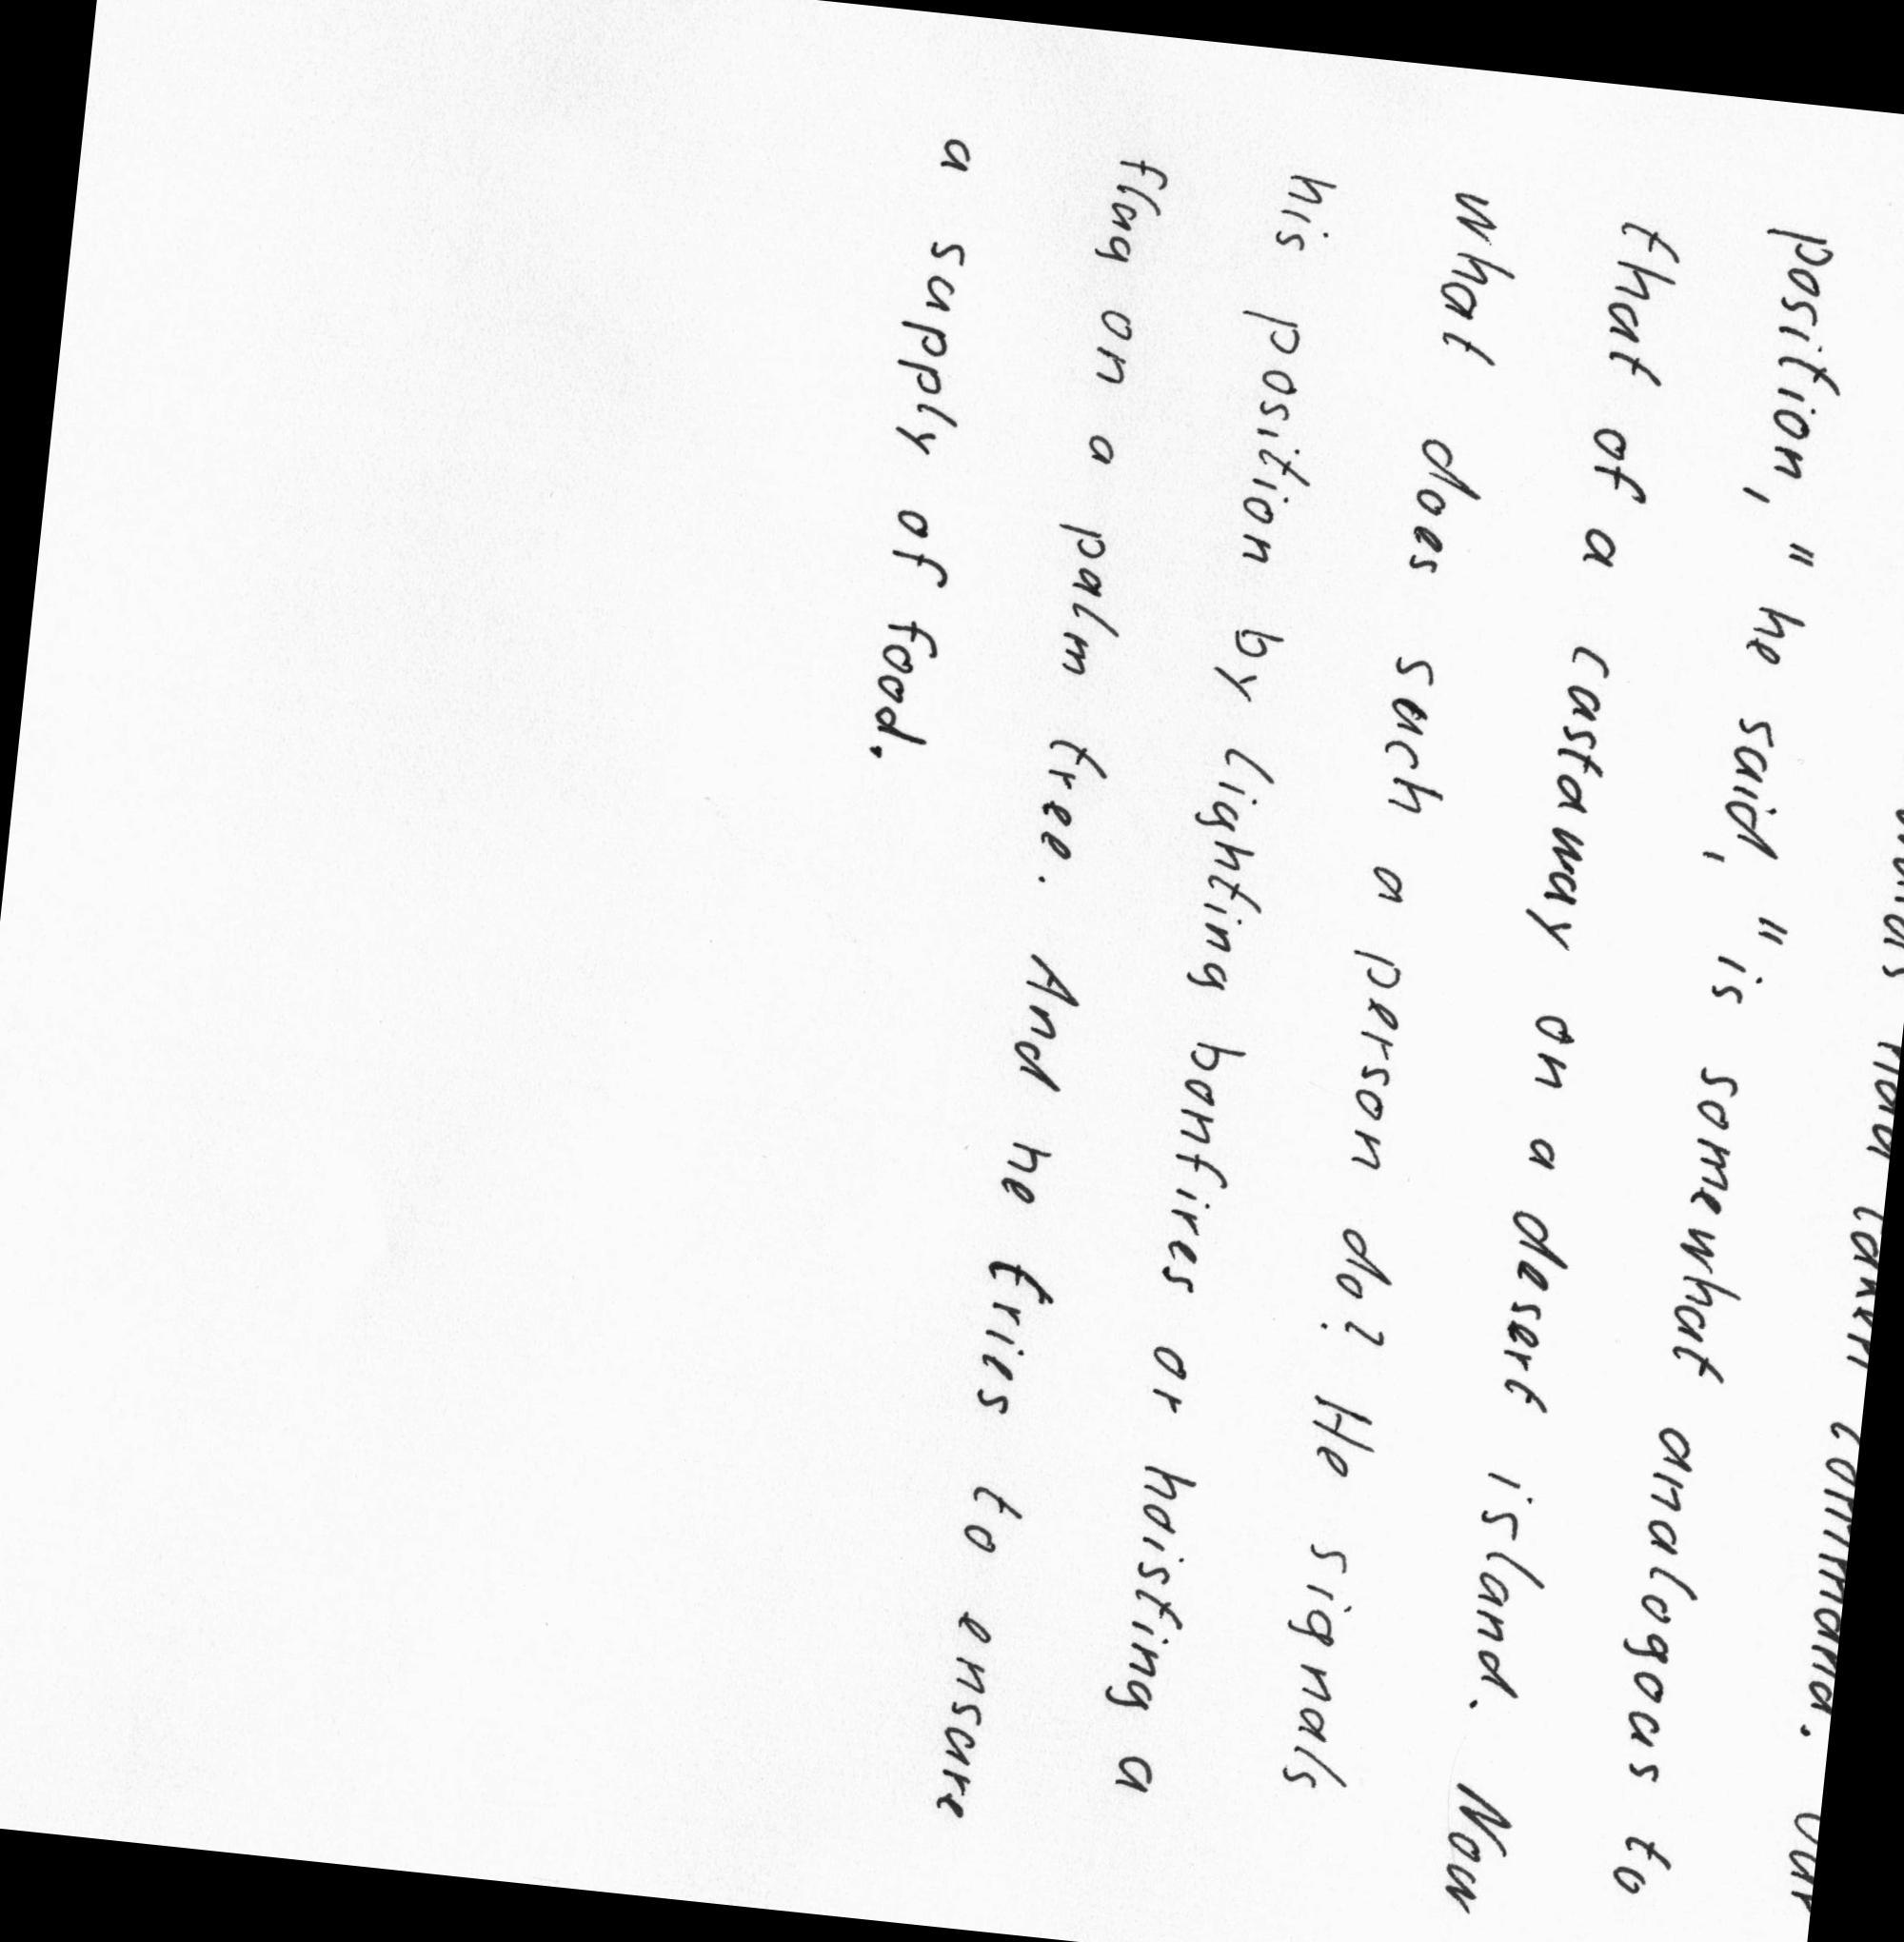 had taken command. Our
position," he said, "is somewhat analogous to
that of a castaway on a desert island. Now
what does such a person do? He signals
his position by lighting bonfires or hoisting a
flag on a palm tree. And he tries to ensure
a supply of food.